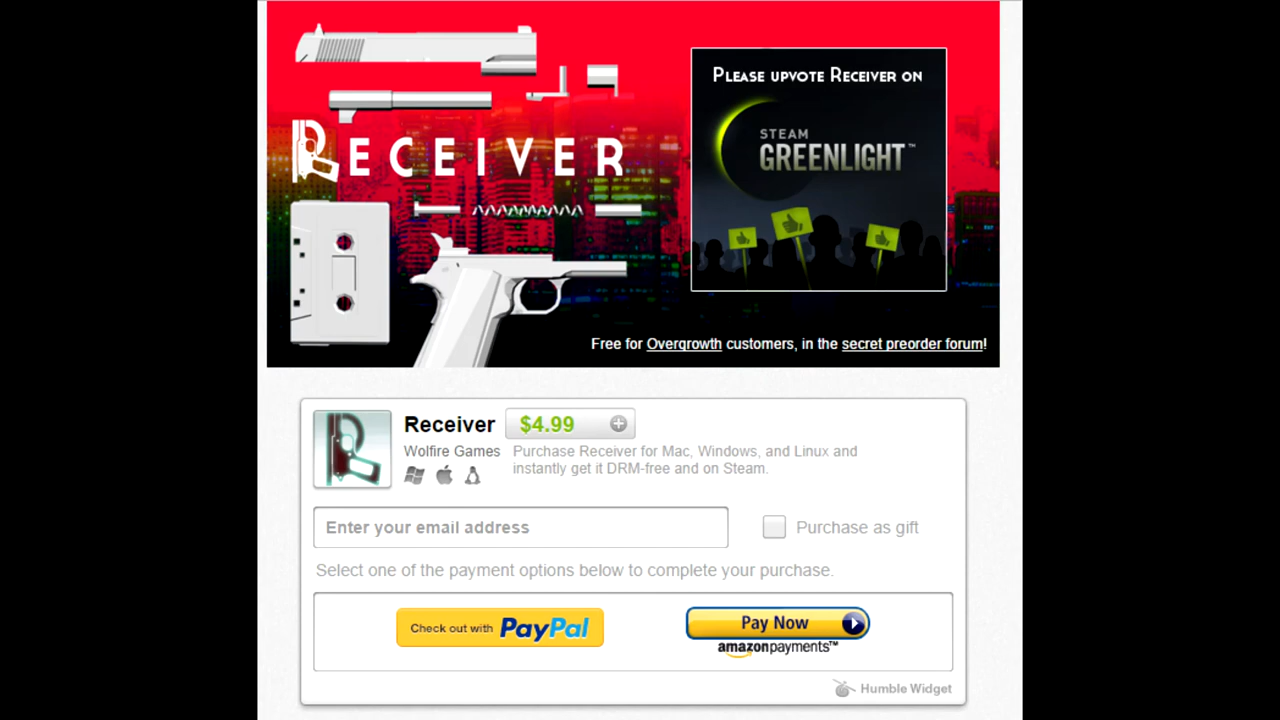 PLEASE UPVOTE RECEIVER ON
STEAM
GREENLIGHT™
RECEIVER
Free for Overgrowth customers, in the secret preorder forum!
Receiver $4.99
Wolfire Games
Purchase Receiver for Mac, Windows, and Linux and
instantly get it DRM-free and on Steam.
Enter your email address
Purchase as gift
Select one of the payment options below to complete your purchase.
Check out with PayPal
Pay Now
amazonpayments™
Humble Widget